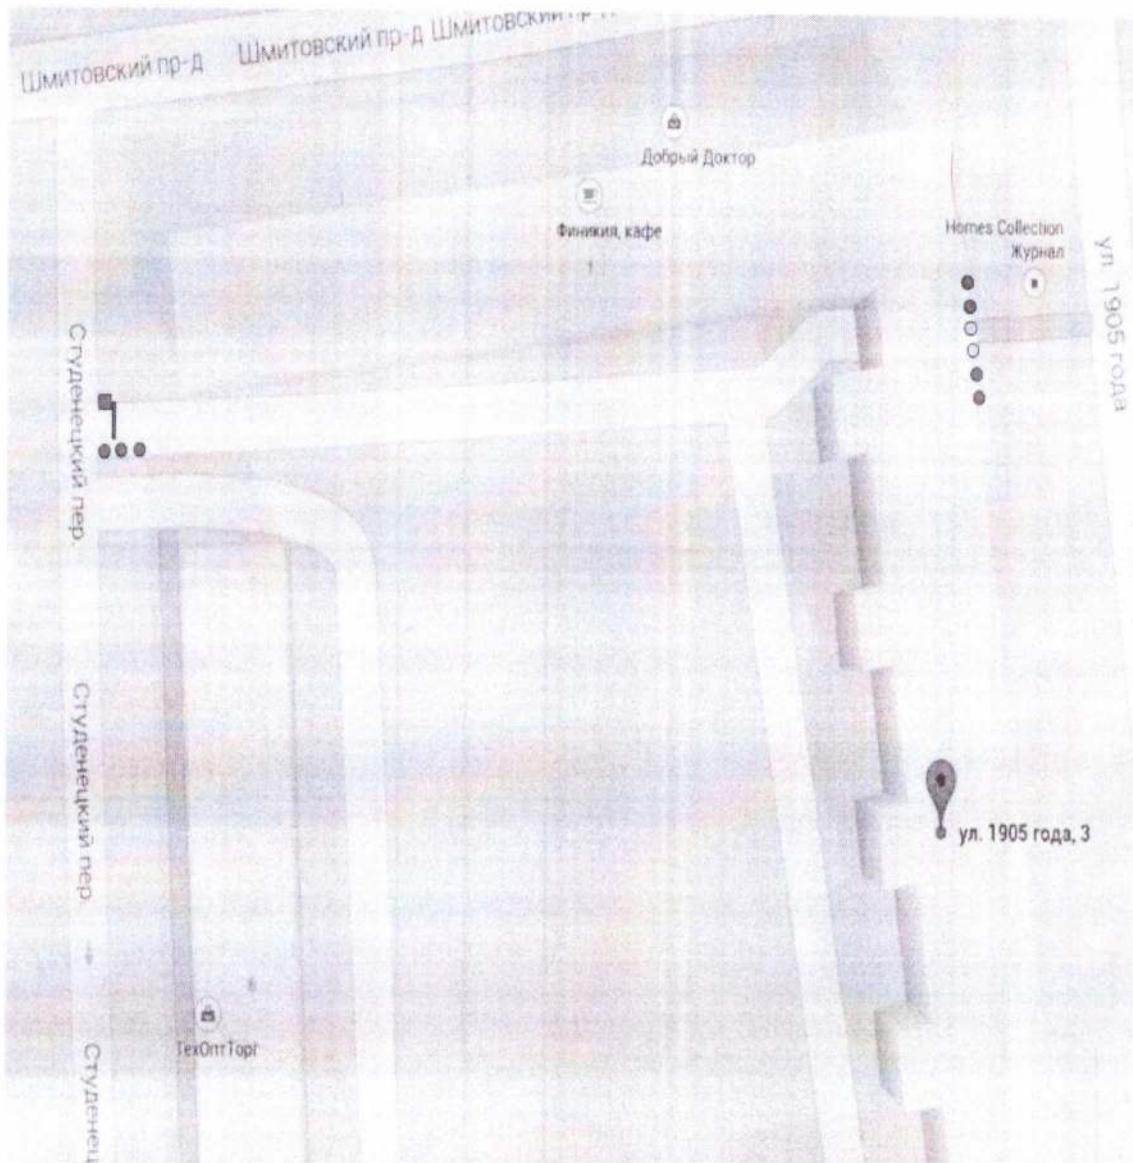 Шмитовский пр-д
Шмитовский пр-д
Шмитовский
Добрый Доктор
Финикия, кафе
Homes Collection
Журнал
ул. 1905 года
Студенецкий пер.
Студенецкий пер.
ул. 1905 года, 3
ТехОптТорг
Студенец